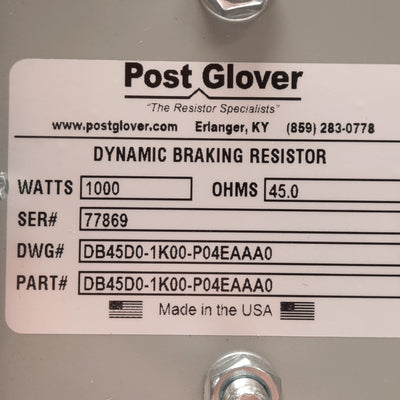 Post Glover
"The Resistor Specialists"
www.postglover.com Erlanger, KY (859) 283-0778
DYNAMIC BRAKING RESISTOR
WATTS 1000 OHMS 45.0
SER# 77869
DWG# DB45D0-1K00-P04EAAA0
PART# DB45D0-1K00-P04EAAA0
Made in the USA